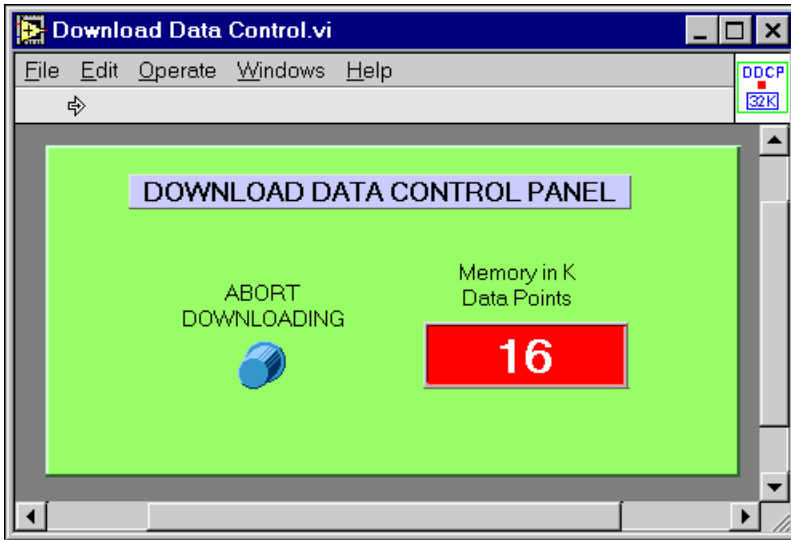 Download Data Control.vi
File Edit Operate Windows Help
DDCP
32K
DOWNLOAD DATA CONTROL PANEL
ABORT
DOWNLOADING
Memory in K
Data Points
16